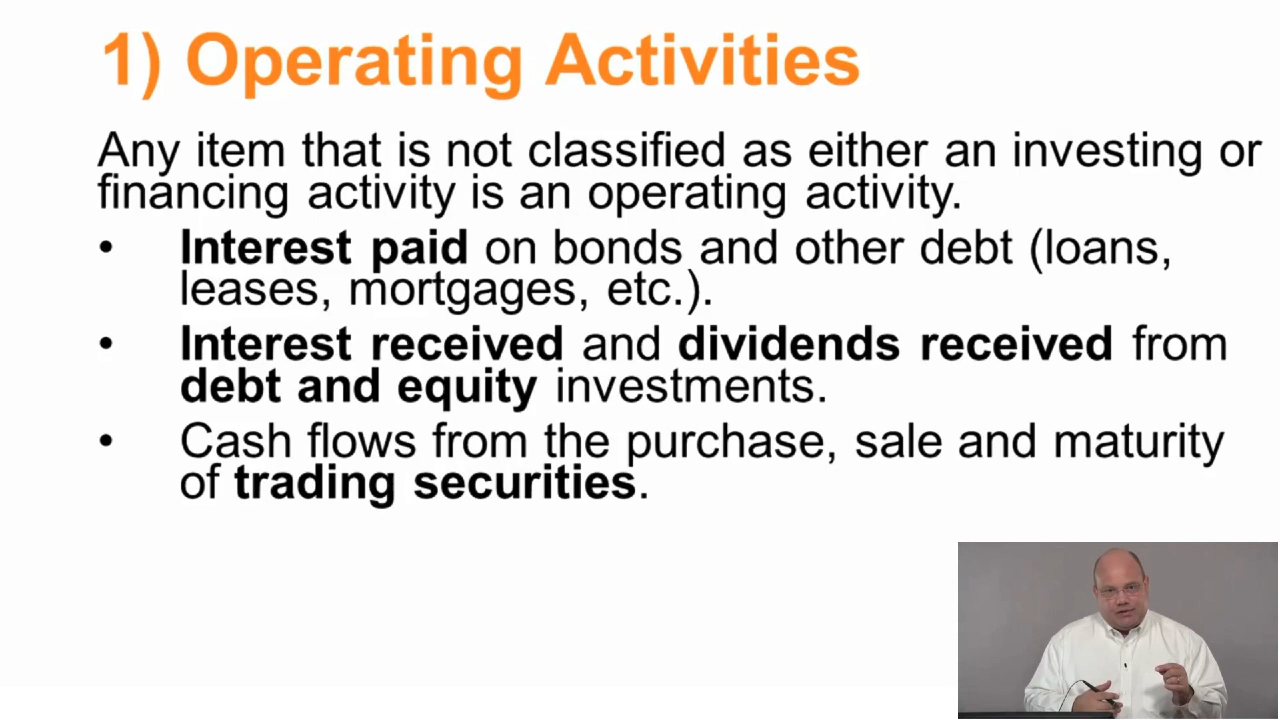 1) Operating Activities
Any item that is not classified as either an investing or
financing activity is an operating activity.
• Interest paid on bonds and other debt (loans,
leases, mortgages, etc.).
• Interest received and dividends received from
debt and equity investments.
• Cash flows from the purchase, sale and maturity
of trading securities.